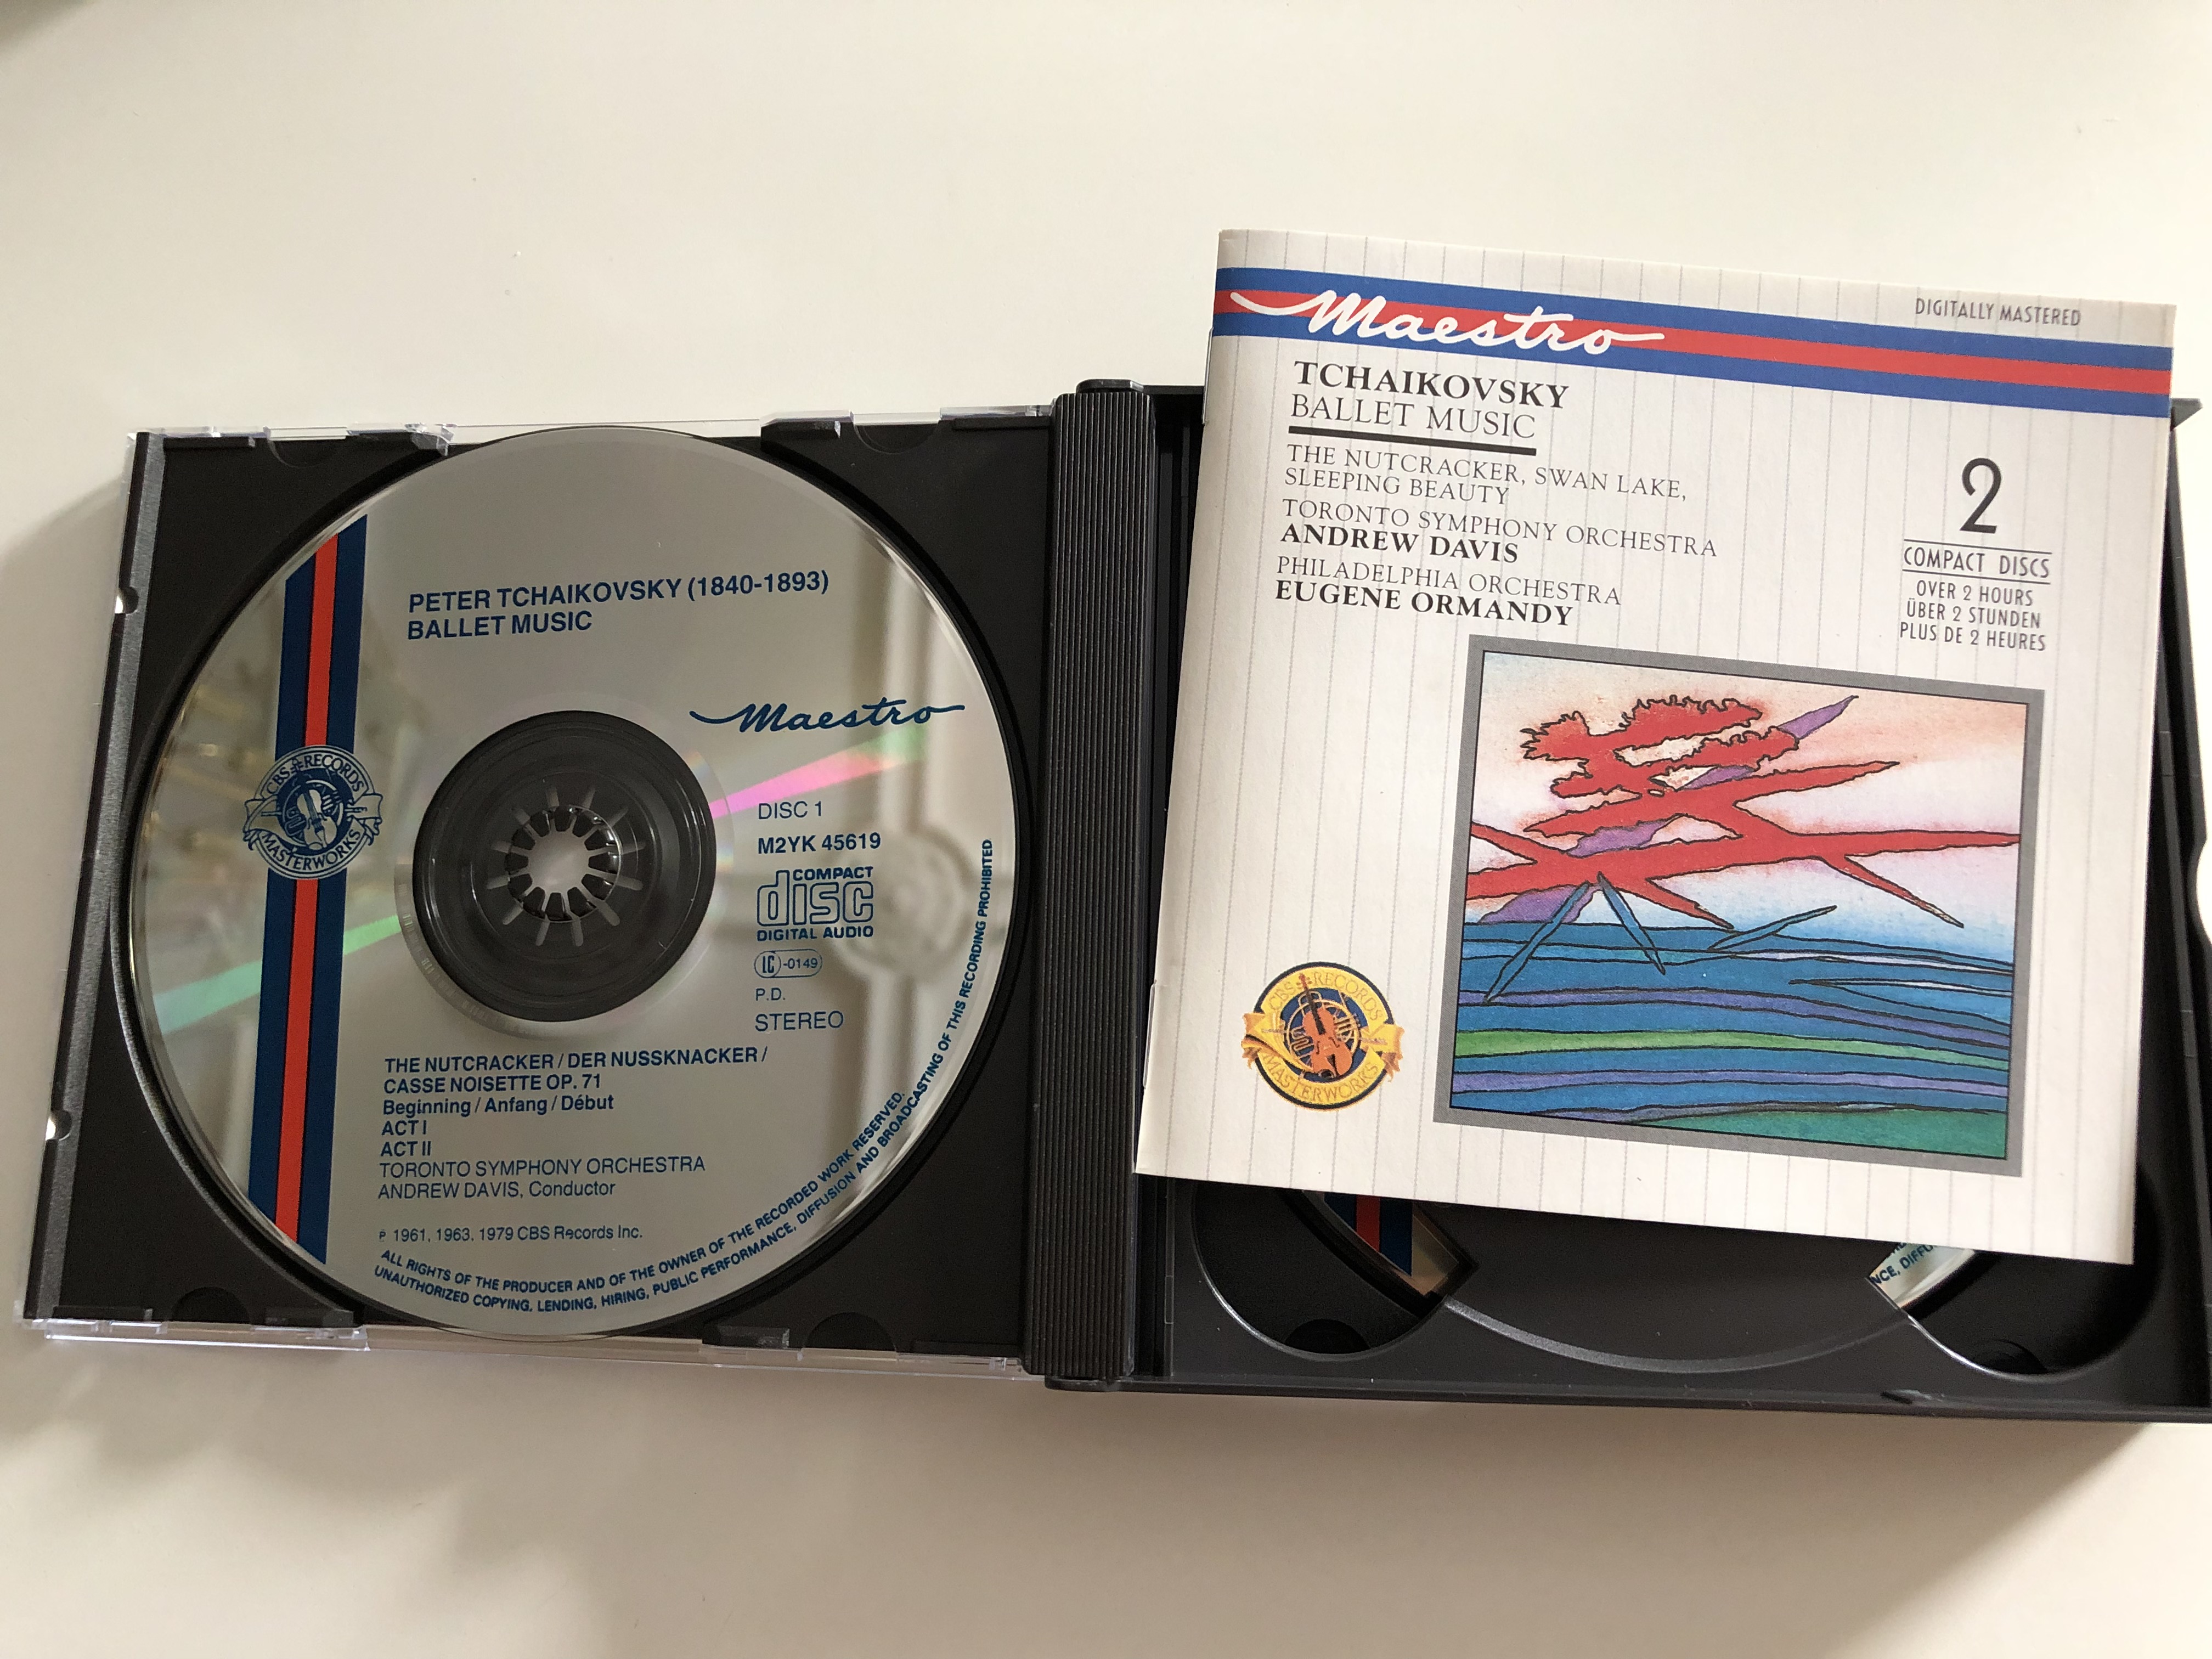 PETER TCHAIKOVSKY (1840-1893)
BALLET MUSIC
Maestro
CBS RECORDS
MASTERWORKS
DISC 1
M2YK 45619
COMPACT
disc
DIGITAL AUDIO
LC-0149
P.D.
STEREO
THE NUTCRACKER / DER NUSSKNACKER /
CASSE NOISETTE OP. 71
Beginning / Anfang / Début
ACT I
ACT II
TORONTO SYMPHONY ORCHESTRA
ANDREW DAVIS, Conductor
℗ 1961, 1963, 1979 CBS Records Inc.
ALL RIGHTS OF THE PRODUCER AND OF THE OWNER OF THE RECORDED WORK RESERVED.
UNAUTHORIZED COPYING, LENDING, HIRING, PUBLIC PERFORMANCE, DIFFUSION AND BROADCASTING OF THIS RECORDING PROHIBITED
DIGITALLY MASTERED
Maestro
TCHAIKOVSKY
BALLET MUSIC
THE NUTCRACKER, SWAN LAKE,
SLEEPING BEAUTY
TORONTO SYMPHONY ORCHESTRA
ANDREW DAVIS
PHILADELPHIA ORCHESTRA
EUGENE ORMANDY
2
COMPACT DISCS
OVER 2 HOURS
ÜBER 2 STUNDEN
PLUS DE 2 HEURES
CBS RECORDS
MASTERWORKS